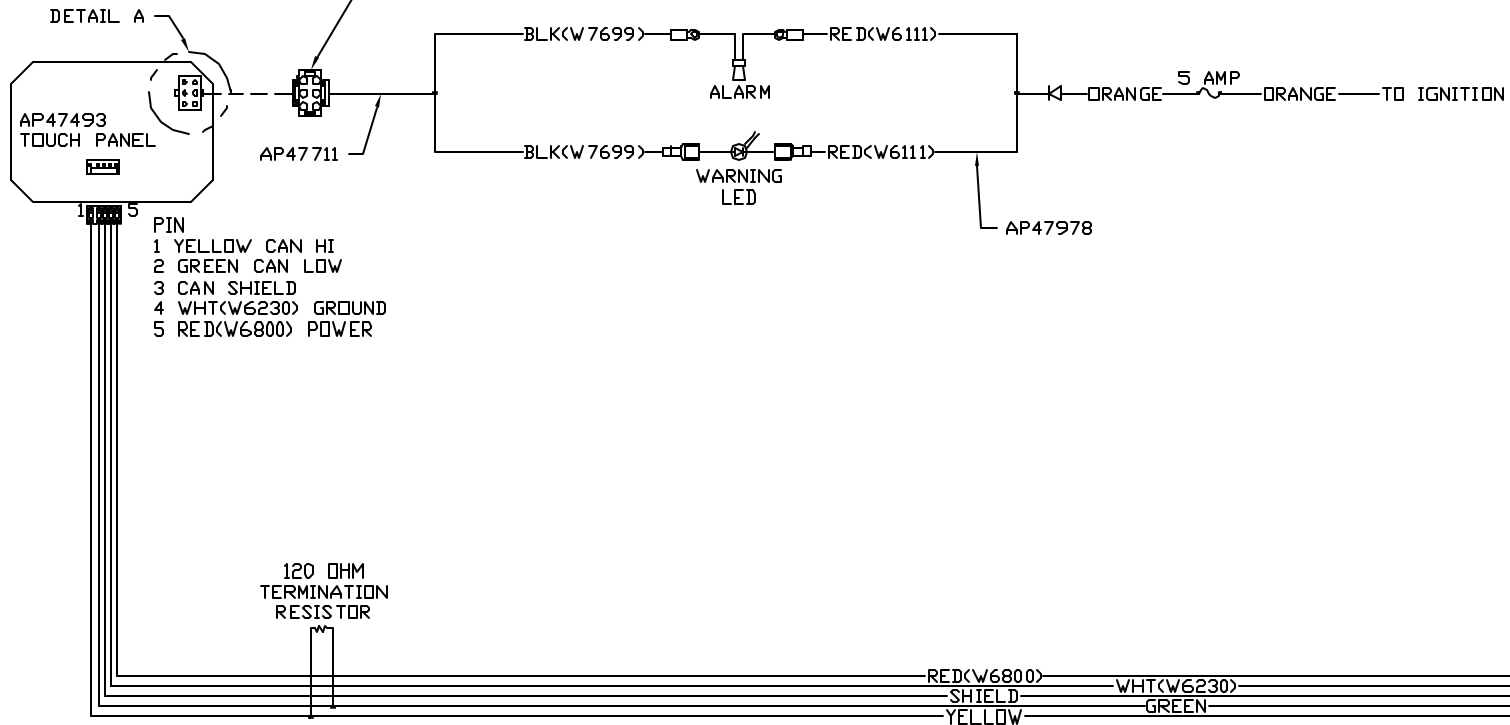 DETAIL A
BLK(W7699)
RED(W6111)
ALARM
5 AMP
ORANGE
ORANGE
TO IGNITION
AP47493
TOUCH PANEL
AP47711
BLK(W7699)
RED(W6111)
WARNING
LED
AP47978
1
5
PIN
1 YELLOW CAN HI
2 GREEN CAN LOW
3 CAN SHIELD
4 WHT(W6230) GROUND
5 RED(W6800) POWER
120 OHM
TERMINATION
RESISTOR
RED(W6800)
WHT(W6230)
SHIELD
GREEN
YELLOW